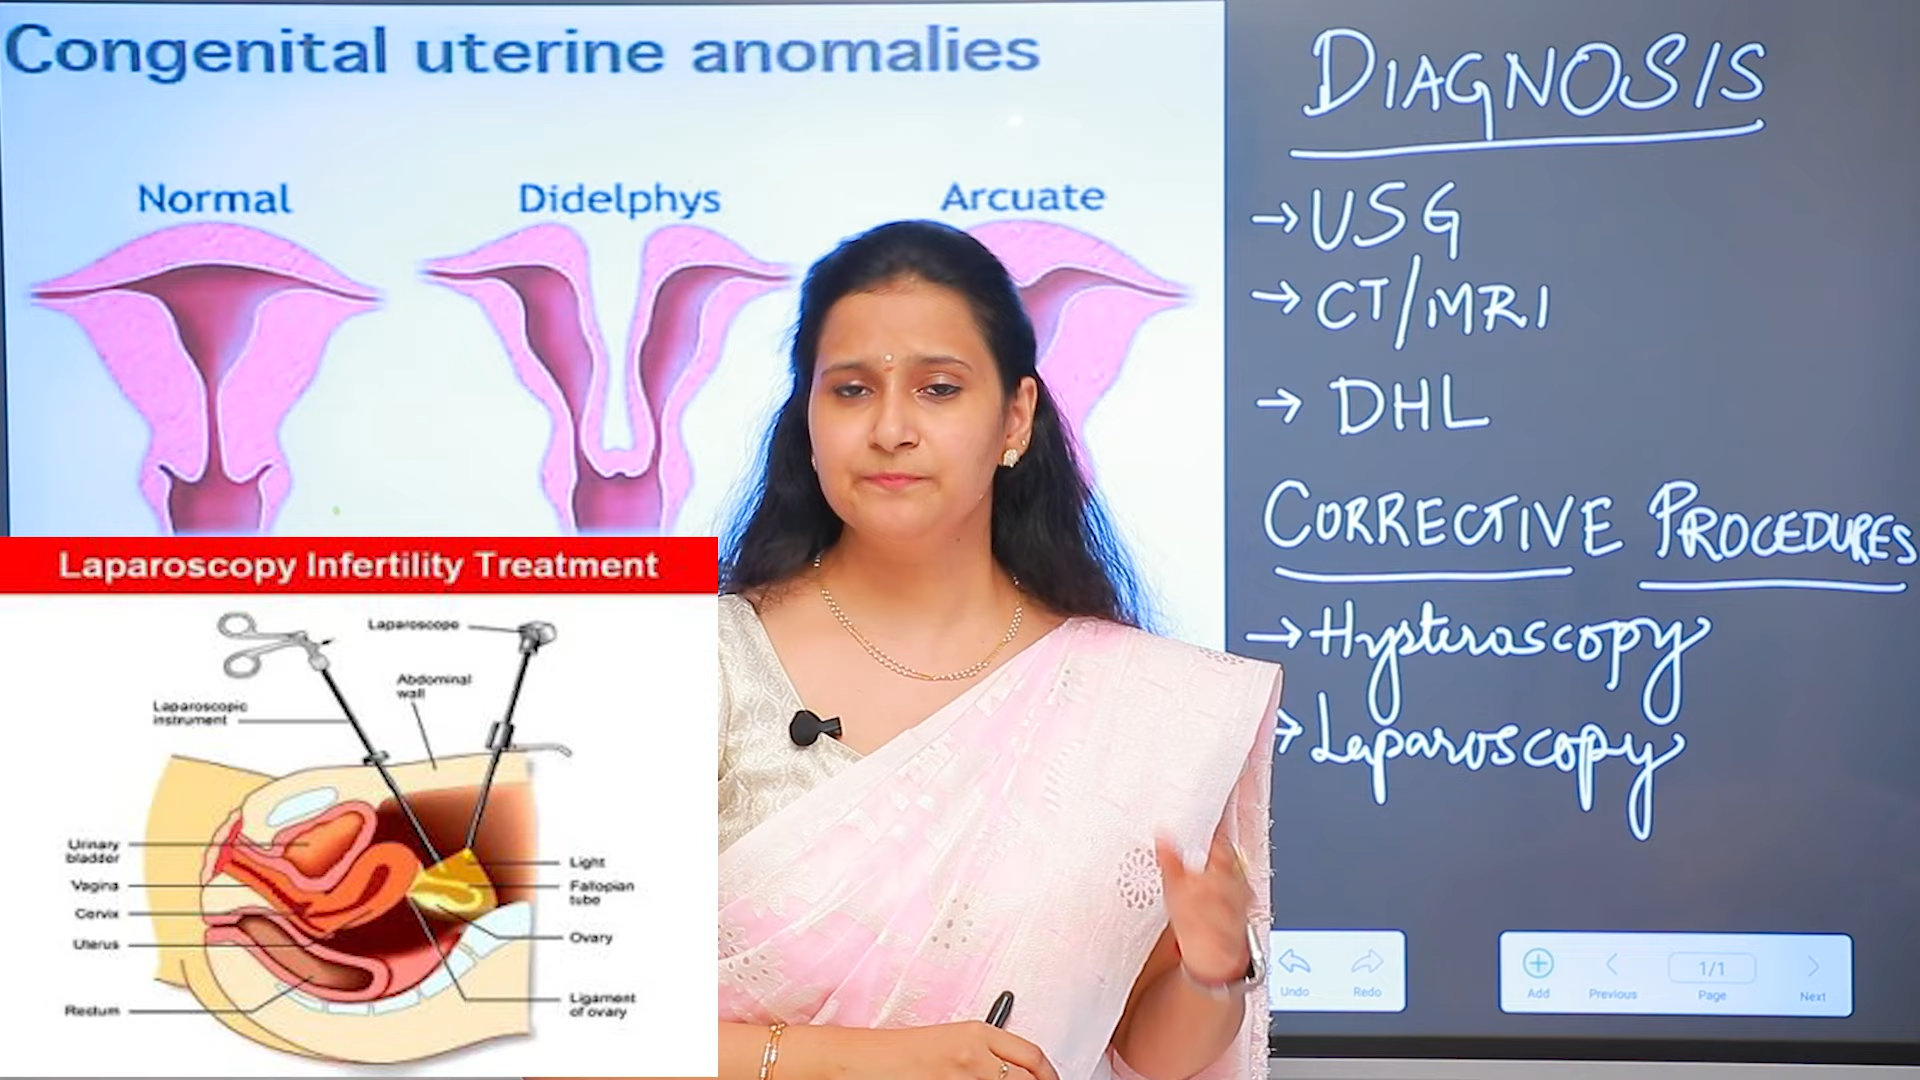 Congenital uterine anomalies
Normal
Didelphys
Arcuate
DIAGNOSIS
→ USG
→ CT/MRI
→ DHL
CORRECTIVE PROCEDURES
→ Hysteroscopy
→ Laparoscopy
Laparoscopy Infertility Treatment
Laparoscope
Abdominal
wall
Laparoscopic
instrument
Urinary
bladder
Vagina
Cervix
Uterus
Rectum
Light
Fallopian
tube
Ovary
Ligament
of ovary
Undo
Redo
Add
Previous
1/1
Page
Next